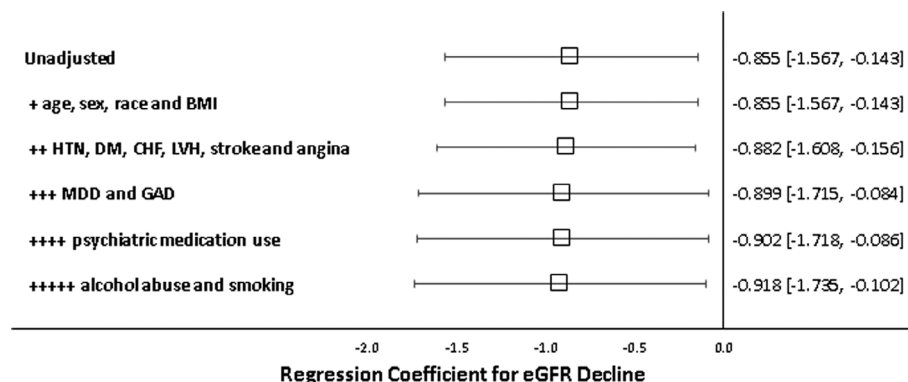 Unadjusted -0.855 [-1.567, -0.143]
+ age, sex, race and BMI -0.855 [-1.567, -0.143]
++ HTN, DM, CHF, LVH, stroke and angina -0.882 [-1.608, -0.156]
+++ MDD and GAD -0.899 [-1.715, -0.084]
++++ psychiatric medication use -0.902 [-1.718, -0.086]
+++++ alcohol abuse and smoking -0.918 [-1.735, -0.102]
-2.0 -1.5 -1.0 -0.5 0.0
Regression Coefficient for eGFR Decline